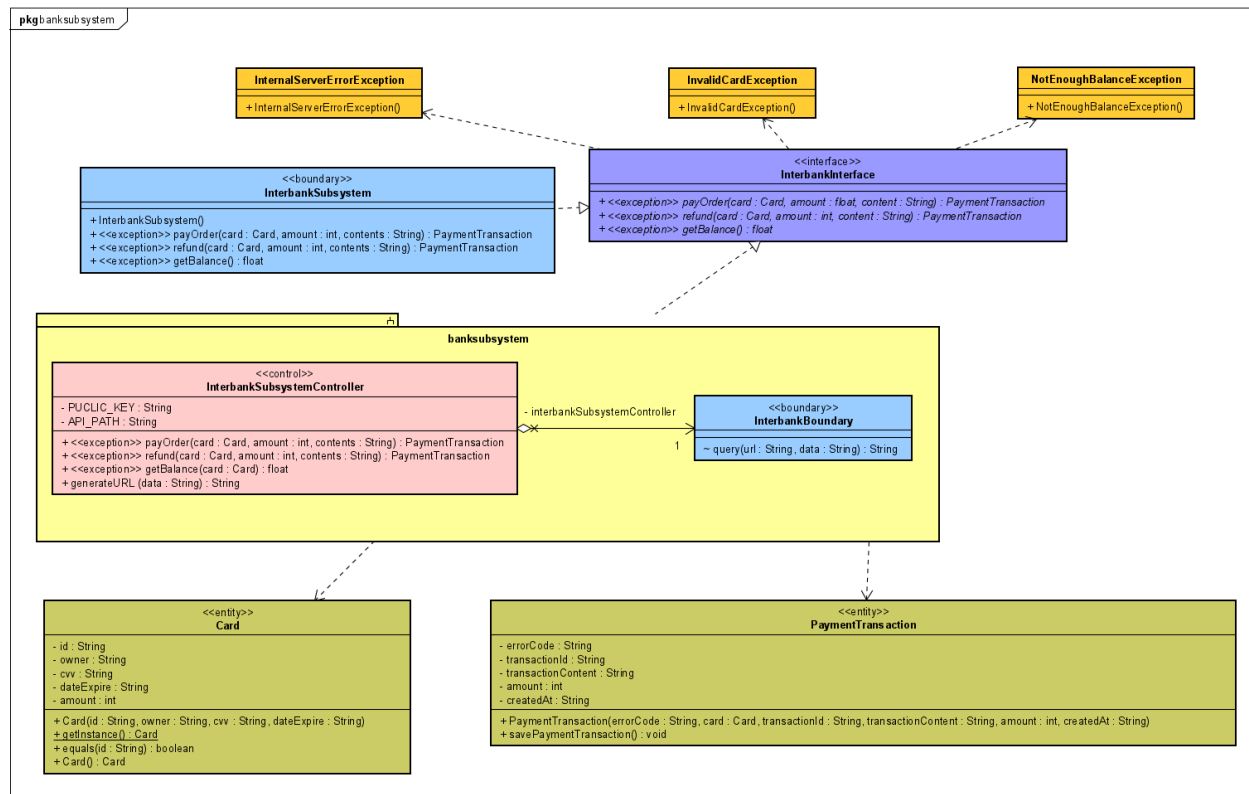 pkg banksubsystem
InternalServerErrorException
+ InternalServerErrorException()
InvalidCardException
+ InvalidCardException()
NotEnoughBalanceException
+ NotEnoughBalanceException()
<<boundary>>
InterbankSubsystem
+ InterbankSubsystem()
+ <<exception>> payOrder(card : Card, amount : int, contents : String) : PaymentTransaction
+ <<exception>> refund(card : Card, amount : int, contents : String) : PaymentTransaction
+ <<exception>> getBalance() : float
<<interface>>
InterbankInterface
+ <<exception>> payOrder(card : Card, amount : float, content : String) : PaymentTransaction
+ <<exception>> refund(card : Card, amount : int, content : String) : PaymentTransaction
+ <<exception>> getBalance() : float
banksubsystem
<<control>>
InterbankSubsystemController
- PUCLIC_KEY : String
- API_PATH : String
+ <<exception>> payOrder(card : Card, amount : int, contents : String) : PaymentTransaction
+ <<exception>> refund(card : Card, amount : int, contents : String) : PaymentTransaction
+ <<exception>> getBalance(card : Card) : float
+ generateURL (data : String) : String
- interbankSubsystemController
1
<<boundary>>
InterbankBoundary
~ query(url : String, data : String) : String
<<entity>>
Card
- id : String
- owner : String
- cvv : String
- dateExpire : String
- amount : int
+ Card(id : String, owner : String, cvv : String, dateExpire : String)
+ getInstance() : Card
+ equals(id : String) : boolean
+ Card() : Card
<<entity>>
PaymentTransaction
- errorCode : String
- transactionId : String
- transactionContent : String
- amount : int
- createdAt : String
+ PaymentTransaction(errorCode : String, card : Card, transactionId : String, transactionContent : String, amount : int, createdAt : String)
+ savePaymentTransaction() : void